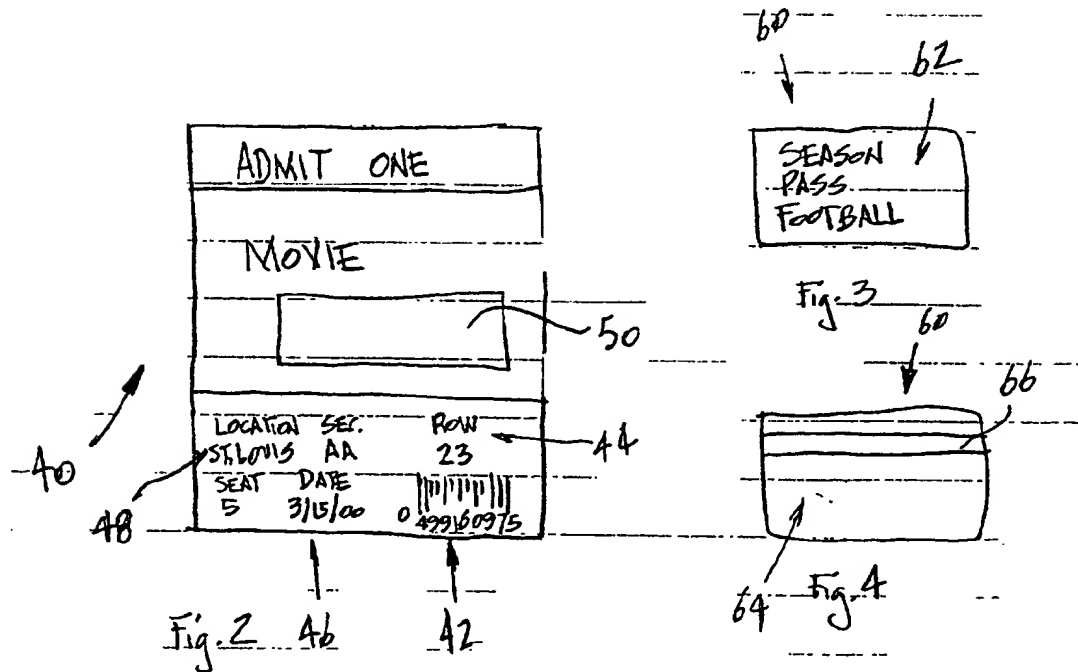 60
62
ADMIT ONE
SEASON
PASS
FOOTBALL
MOVIE
Fig. 3
50
60
66
LOCATION SEC. ROW
ST. LOUIS AA 23
44
40
SEAT DATE
5 3/15/00 0 499160975
48
64
Fig. 4
Fig. 2 46 42